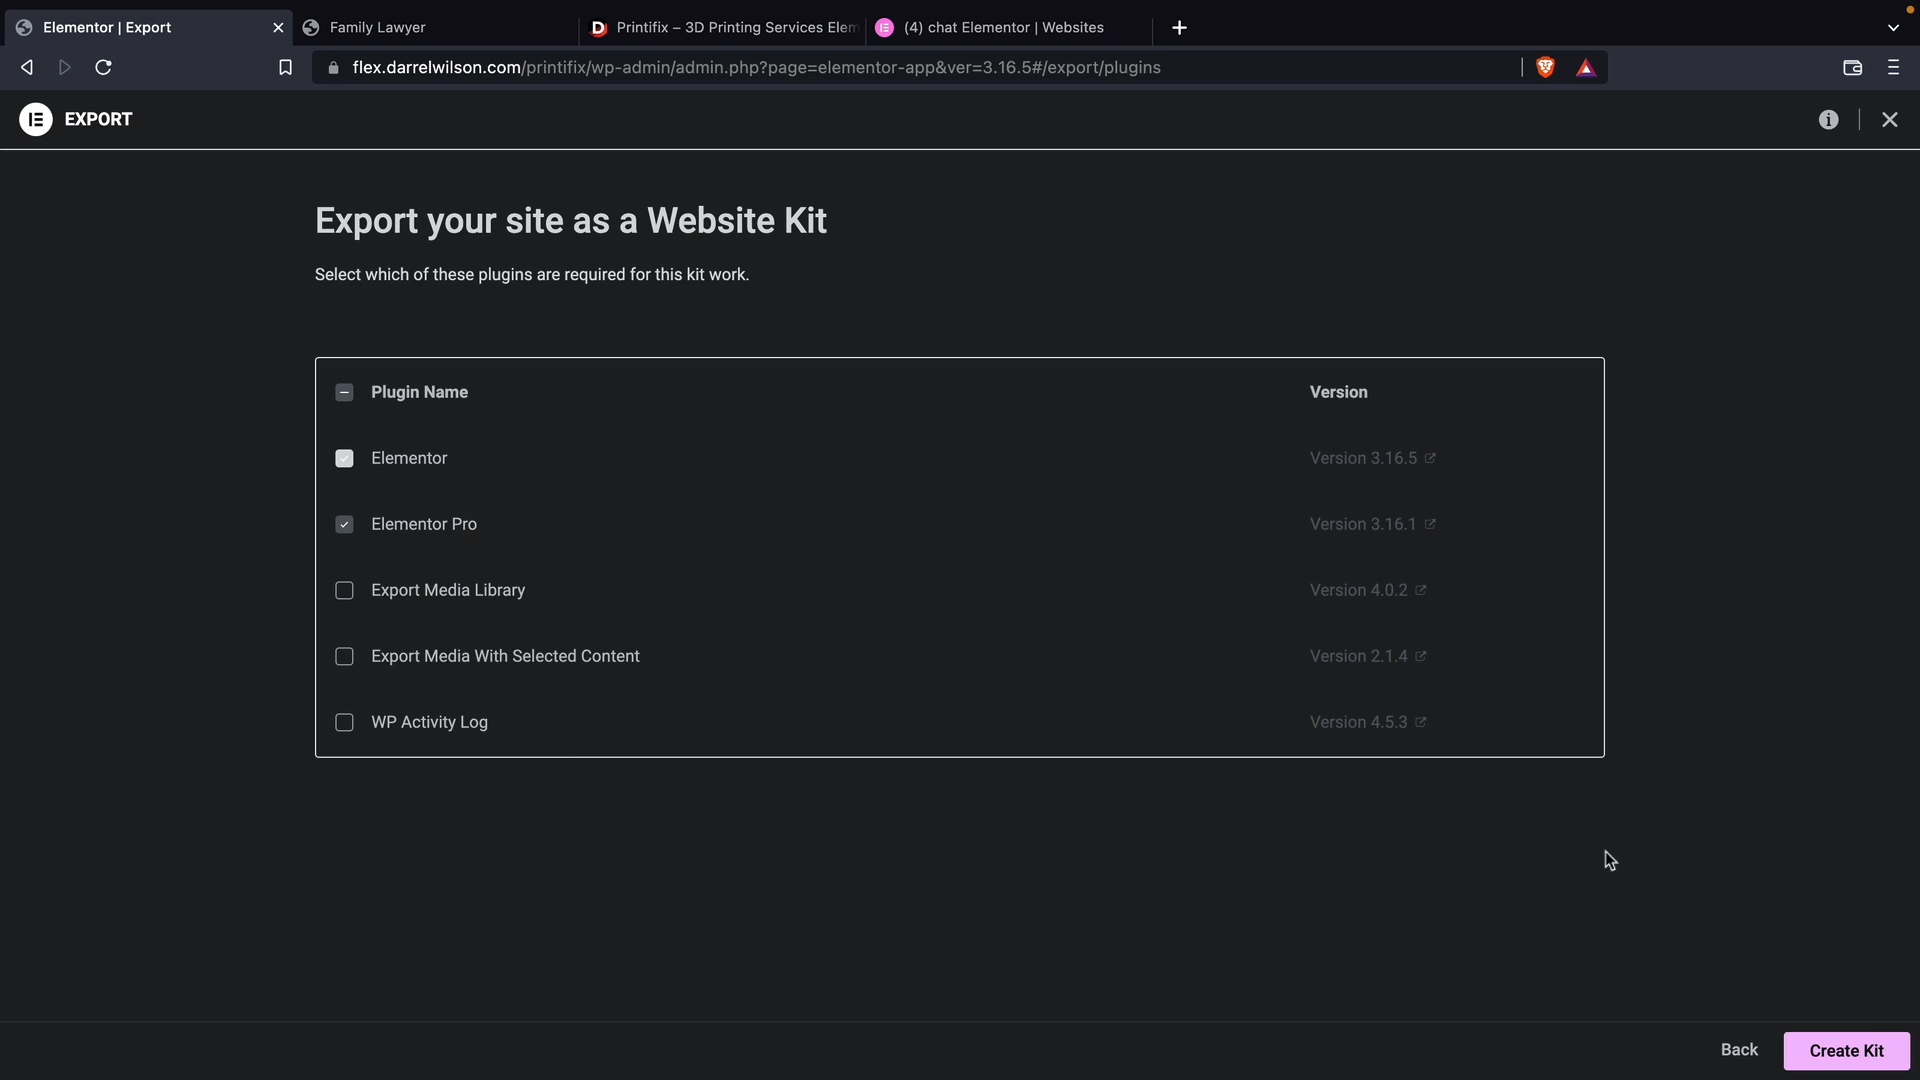 Elementor | Export
Family Lawyer
Printifix – 3D Printing Services Elem
(4) chat Elementor | Websites
flex.darrelwilson.com/printifix/wp-admin/admin.php?page=elementor-app&ver=3.16.5#/export/plugins
EXPORT
Export your site as a Website Kit
Select which of these plugins are required for this kit work.
Plugin Name Version
Elementor Version 3.16.5
Elementor Pro Version 3.16.1
Export Media Library Version 4.0.2
Export Media With Selected Content Version 2.1.4
WP Activity Log Version 4.5.3
Back Create Kit